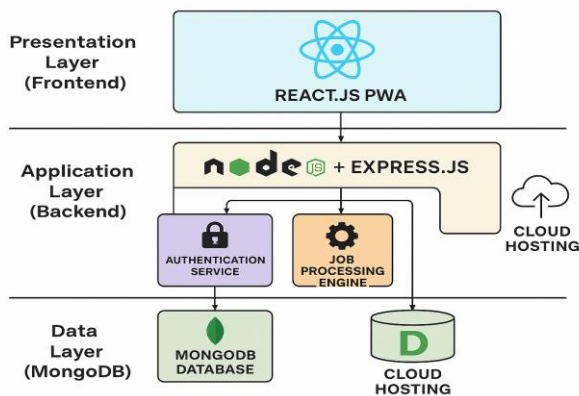 Presentation
Layer
(Frontend)
REACT.JS PWA
Application
Layer
(Backend)
node JS + EXPRESS.JS
CLOUD
HOSTING
AUTHENTICATION
SERVICE
JOB
PROCESSING
ENGINE
Data
Layer
(MongoDB)
MONGODB
DATABASE
D
CLOUD
HOSTING